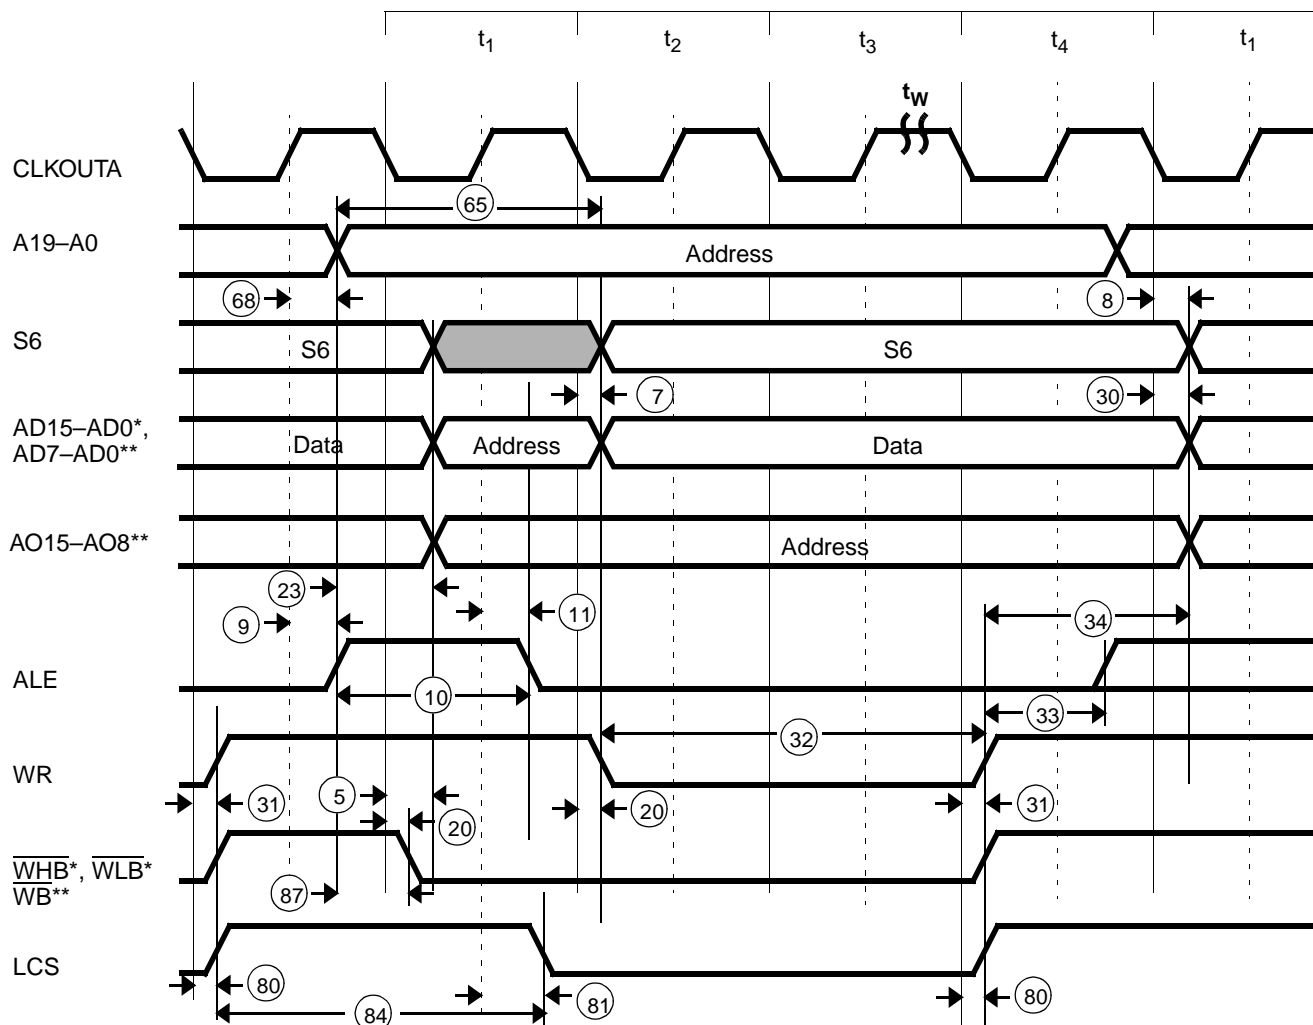 t1 t2 t3 t4 t1
tW
CLKOUTA
65
A19–A0 Address
68 8
S6 S6 S6
7 30
AD15–AD0*,
AD7–AD0** Data Address Data
AO15–AO8** Address
23
9 11 34
ALE
10 33
32
WR
31 5 20 20 31
WHB*, WLB*
WB**
87
LCS
80 81 80
84